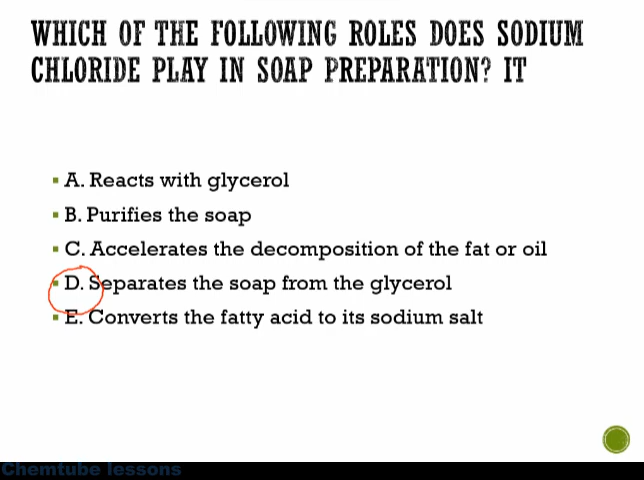 WHICH OF THE FOLLOWING ROLES DOES SODIUM
CHLORIDE PLAY IN SOAP PREPARATION? IT
A. Reacts with glycerol
B. Purifies the soap
C. Accelerates the decomposition of the fat or oil
D. Separates the soap from the glycerol
E. Converts the fatty acid to its sodium salt
Chemtube lessons